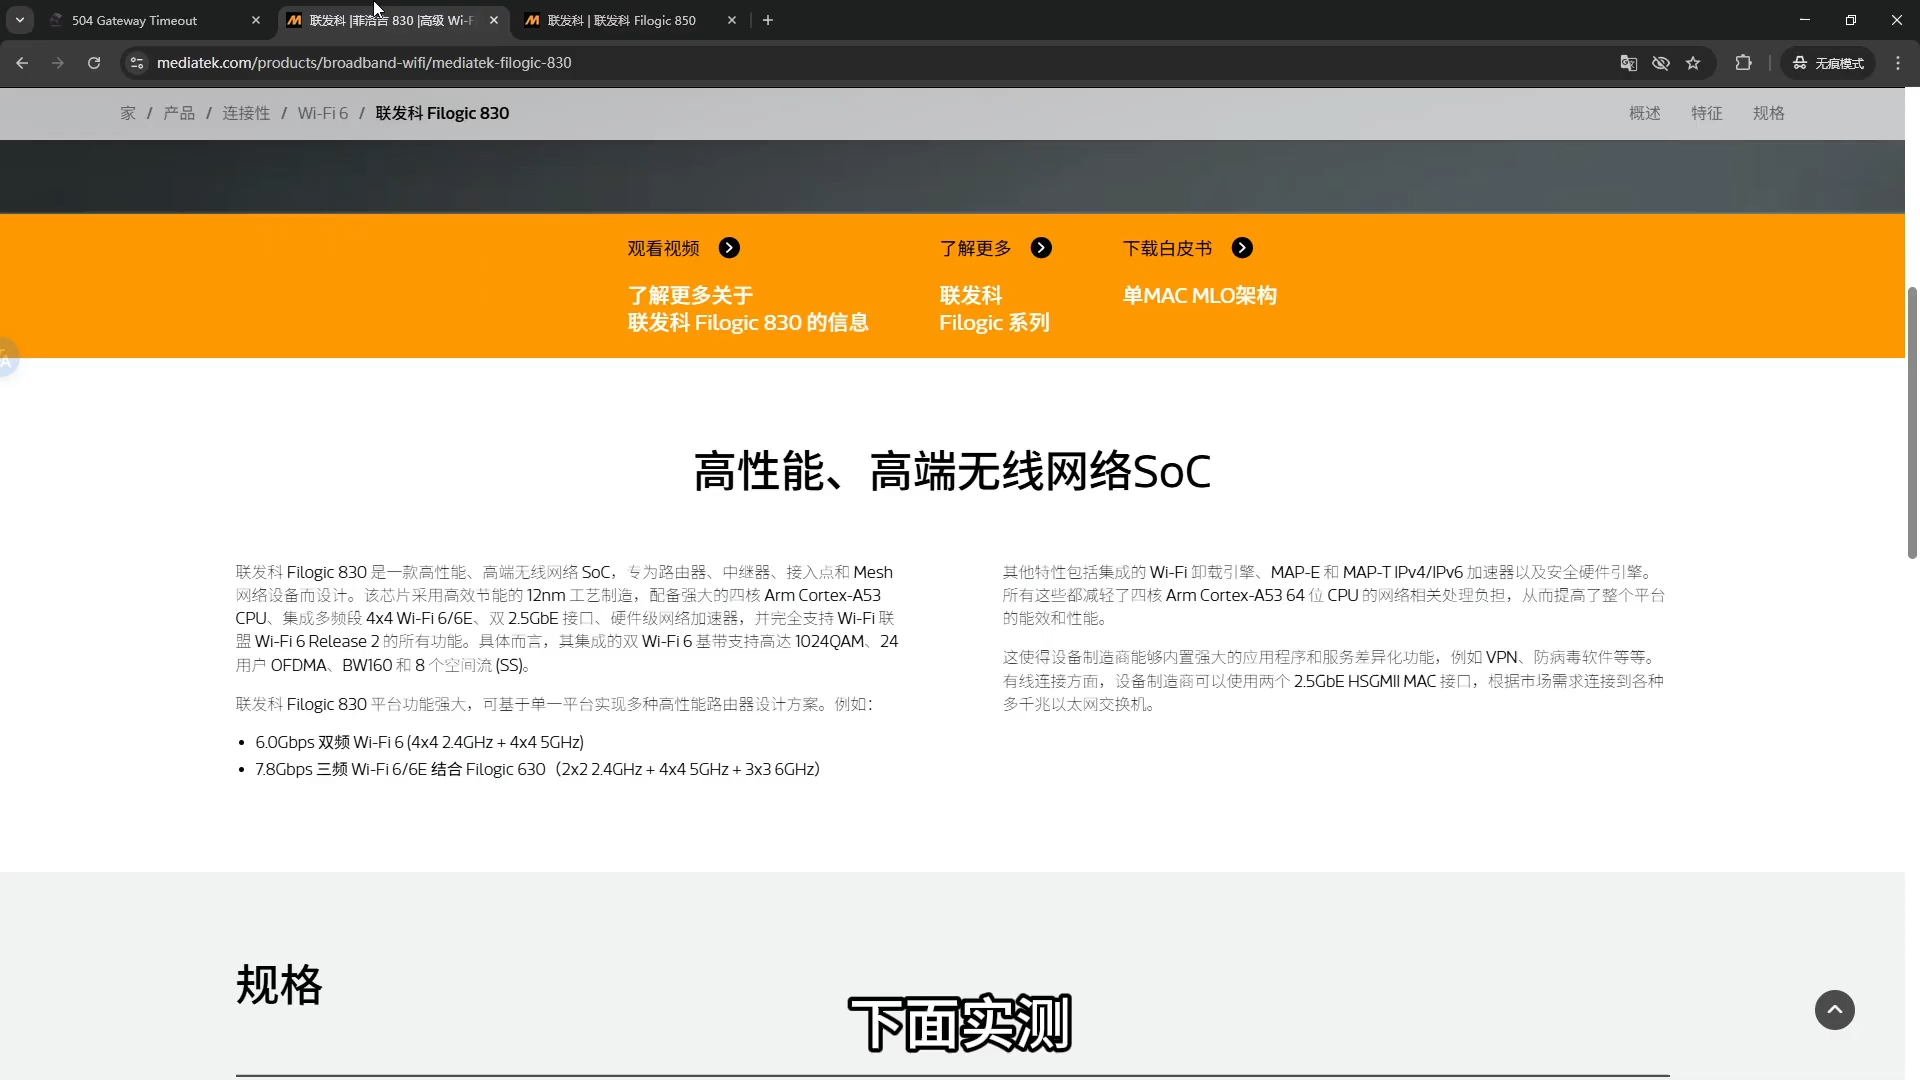 504 Gateway Timeout
联发科 |菲洛吉 830 |高级 Wi-F
联发科 | 联发科 Filogic 850
mediatek.com/products/broadband-wifi/mediatek-filogic-830
无痕模式
家 / 产品 / 连接性 / Wi-Fi 6 / 联发科 Filogic 830
概述 特征 规格
观看视频
了解更多关于
联发科 Filogic 830 的信息
了解更多
联发科
Filogic 系列
下载白皮书
单MAC MLO架构
高性能、高端无线网络SoC
联发科 Filogic 830 是一款高性能、高端无线网络 SoC，专为路由器、中继器、接入点和 Mesh
网络设备而设计。该芯片采用高效节能的 12nm 工艺制造，配备强大的四核 Arm Cortex-A53
CPU、集成多频段 4x4 Wi-Fi 6/6E、双 2.5GbE 接口、硬件级网络加速器，并完全支持 Wi-Fi 联
盟 Wi-Fi 6 Release 2 的所有功能。具体而言，其集成的双 Wi-Fi 6 基带支持高达 1024QAM、24
用户 OFDMA、BW160 和 8 个空间流 (SS)。
联发科 Filogic 830 平台功能强大，可基于单一平台实现多种高性能路由器设计方案。例如：
• 6.0Gbps 双频 Wi-Fi 6 (4x4 2.4GHz + 4x4 5GHz)
• 7.8Gbps 三频 Wi-Fi 6/6E 结合 Filogic 630（2x2 2.4GHz + 4x4 5GHz + 3x3 6GHz）
其他特性包括集成的 Wi-Fi 卸载引擎、MAP-E 和 MAP-T IPv4/IPv6 加速器以及安全硬件引擎。
所有这些都减轻了四核 Arm Cortex-A53 64 位 CPU 的网络相关处理负担，从而提高了整个平台
的能效和性能。
这使得设备制造商能够内置强大的应用程序和服务差异化功能，例如 VPN、防病毒软件等等。
有线连接方面，设备制造商可以使用两个 2.5GbE HSGMII MAC 接口，根据市场需求连接到各种
多千兆以太网交换机。
规格
下面实测